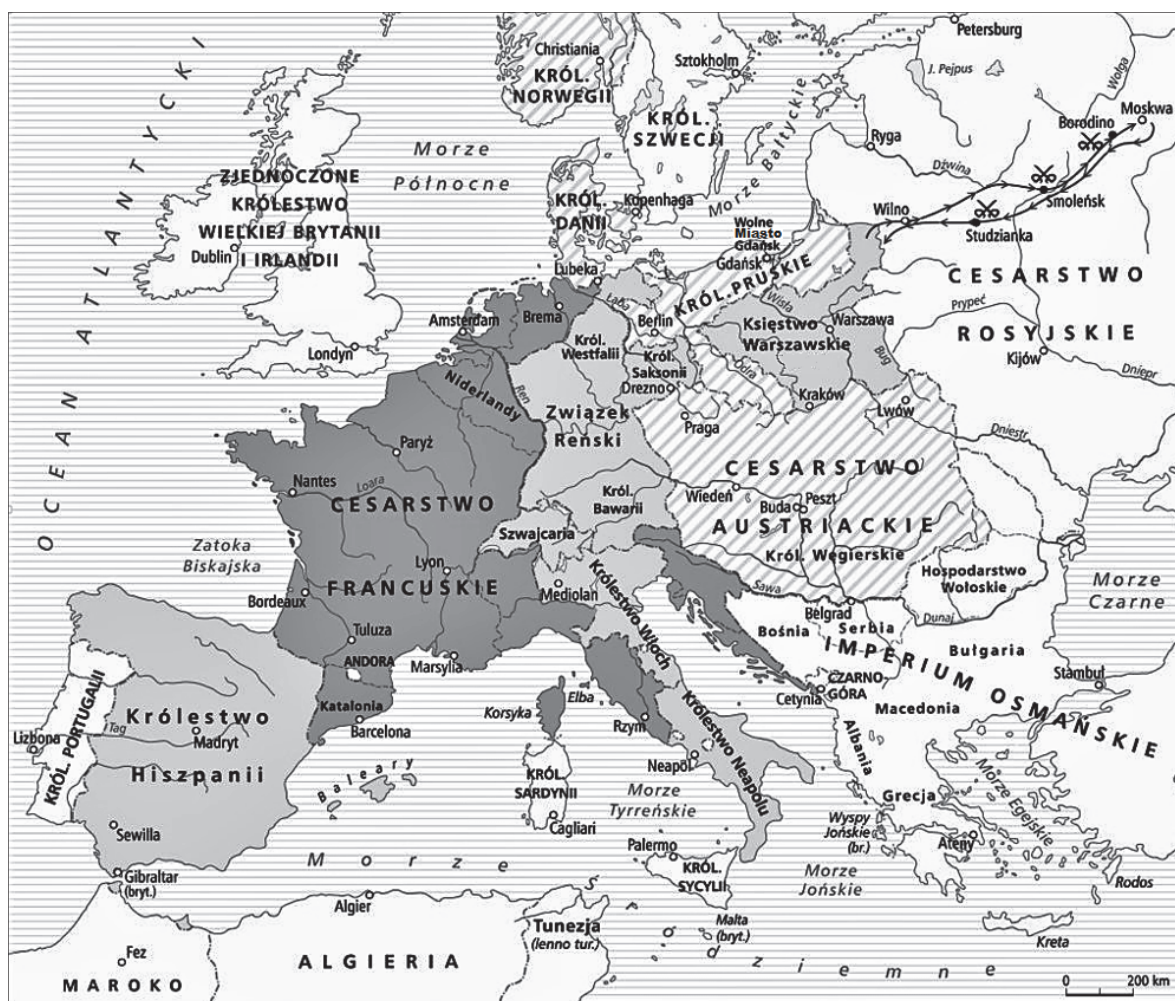 Petersburg
Christiania
KRÓL.
NORWEGII
Sztokholm
J. Pejpus
Wołga
Moskwa
Borodino
KRÓL.
SZWECJI
Ryga
Dźwina
Smoleńsk
Morze
Północne
Morze Bałtyckie
OCEAN ATLANTYCKI
ZJEDNOCZONE
KRÓLESTWO
WIELKIEJ BRYTANII
I IRLANDII
Dublin
KRÓL.
DANII
Kopenhaga
Wilno
Studzianka
Wolne
Miasto
Gdańsk
Gdańsk
Lubeka
KRÓL. PRUSKIE
CESARSTWO
ROSYJSKIE
Łaba
Wisła
Prypeć
Amsterdam
Brema
Berlin
Księstwo
Warszawskie
Warszawa
Londyn
Król.
Westfalii
Król.
Saksonii
Drezno
Odra
Bug
Kijów
Dniepr
Niderlandy
Ren
Kraków
Lwów
Związek
Reński
Praga
Dniestr
Paryż
Nantes
Loara
CESARSTWO
FRANCUSKIE
CESARSTWO
AUSTRIACKIE
Wiedeń
Buda
Peszt
Król.
Bawarii
Szwajcaria
Król. Węgierskie
Zatoka
Biskajska
Lyon
Mediolan
Królestwo Włoch
Sawa
Hospodarstwo
Wołoskie
Morze
Czarne
Bordeaux
Belgrad
Dunaj
Bośnia
Serbia
Bułgaria
Tuluza
Marsylia
ANDORA
IMPERIUM OSMAŃSKIE
Stambuł
CZARNO-
GÓRA
Cetynia
Macedonia
Katalonia
Barcelona
Korsyka
Elba
Rzym
Królestwo Neapolu
Albania
KRÓL. PORTUGALII
Królestwo
Hiszpanii
Tag
Madryt
Lizbona
Neapol
Baleary
KRÓL.
SARDYNII
Cagliari
Morze
Tyrreńskie
Grecja
Morze Egejskie
Sewilla
Wyspy
Jońskie
(br.)
Ateny
Palermo
KRÓL.
SYCYLII
Morze
Jońskie
Rodos
Gibraltar
(bryt.)
Morze Śródziemne
Algier
Malta
(bryt.)
Kreta
Tunezja
(lenno tur.)
Fez
MAROKO
ALGIERIA
0 200 km